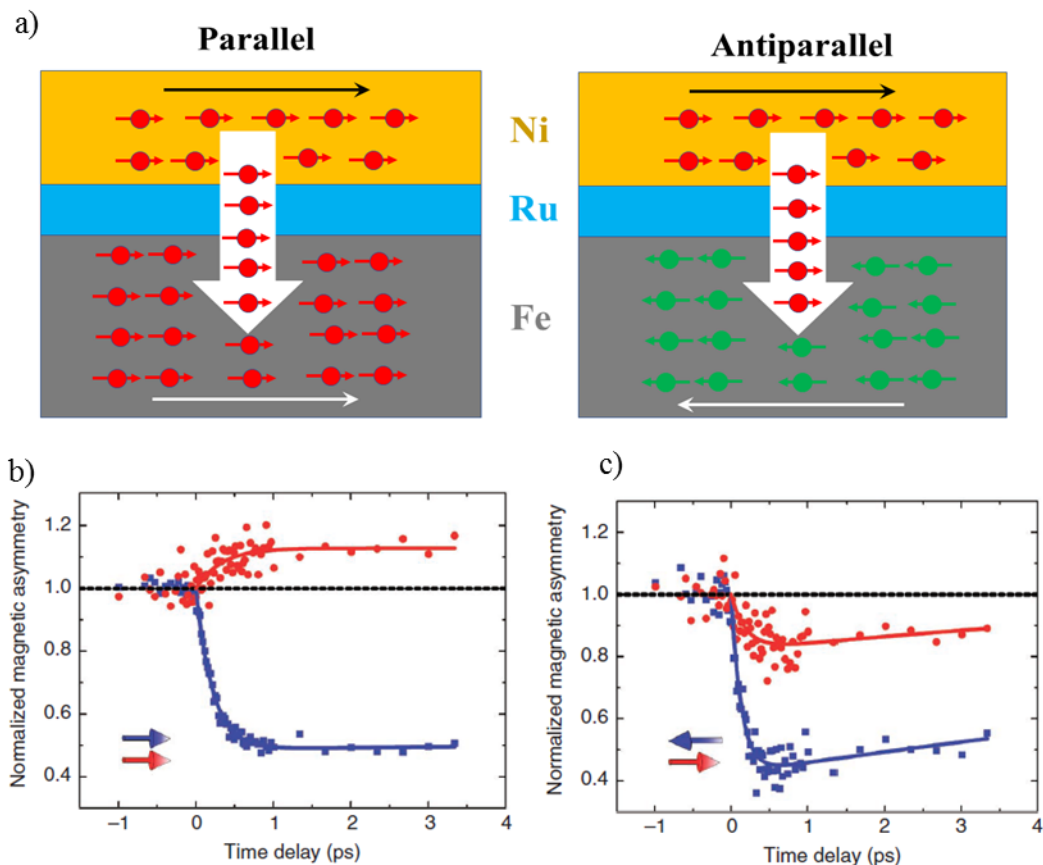 a)
Parallel
Antiparallel
Ni
Ru
Fe
b)
Normalized magnetic asymmetry
1.2
1.0
0.8
0.6
0.4
−1
0
1
2
3
4
Time delay (ps)
c)
Normalized magnetic asymmetry
1.2
1.0
0.8
0.6
0.4
−1
0
1
2
3
4
Time delay (ps)